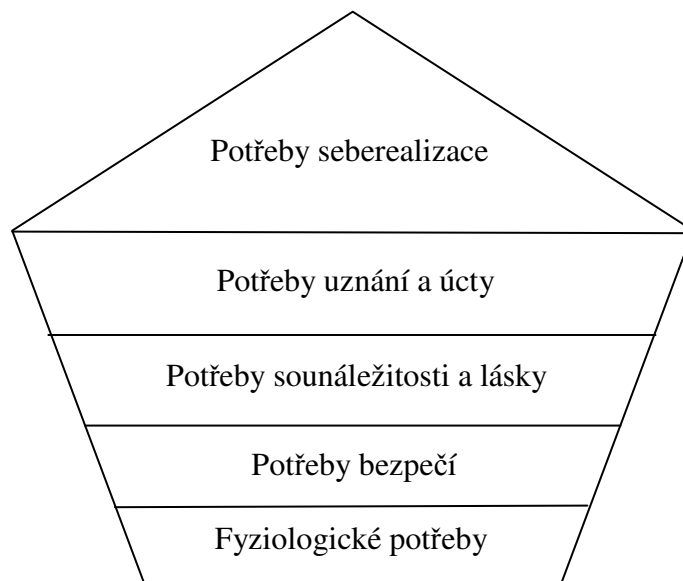 Potřeby seberealizace
Potřeby uznání a úcty
Potřeby sounáležitosti a lásky
Potřeby bezpečí
Fyziologické potřeby